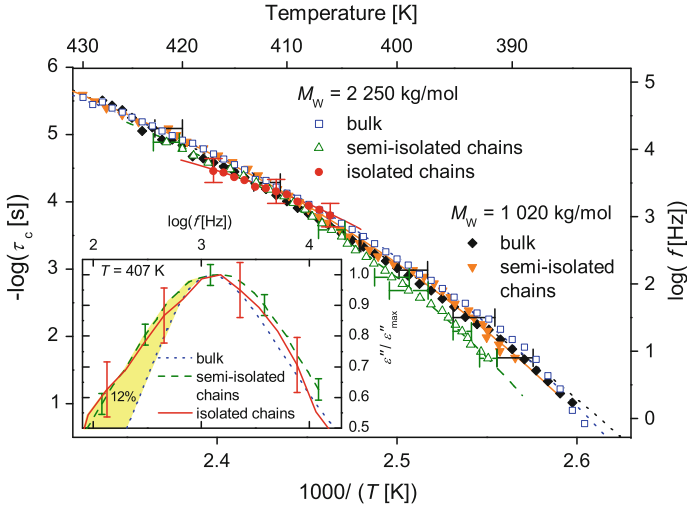 Temperature [K]
430 420 410 400 390
6
5
4
3
2
1
-log(τc [s])
5
4
3
2
1
0
log( f [Hz])
MW = 2 250 kg/mol
bulk
semi-isolated chains
isolated chains
MW = 1 020 kg/mol
bulk
semi-isolated
chains
log(f [Hz])
2 3 4
T = 407 K
1.0
0.9
0.8
0.7
0.6
0.5
ε''/ ε''max
bulk
semi-isolated
chains
12%
isolated chains
2.4 2.5 2.6
1000/ (T [K])